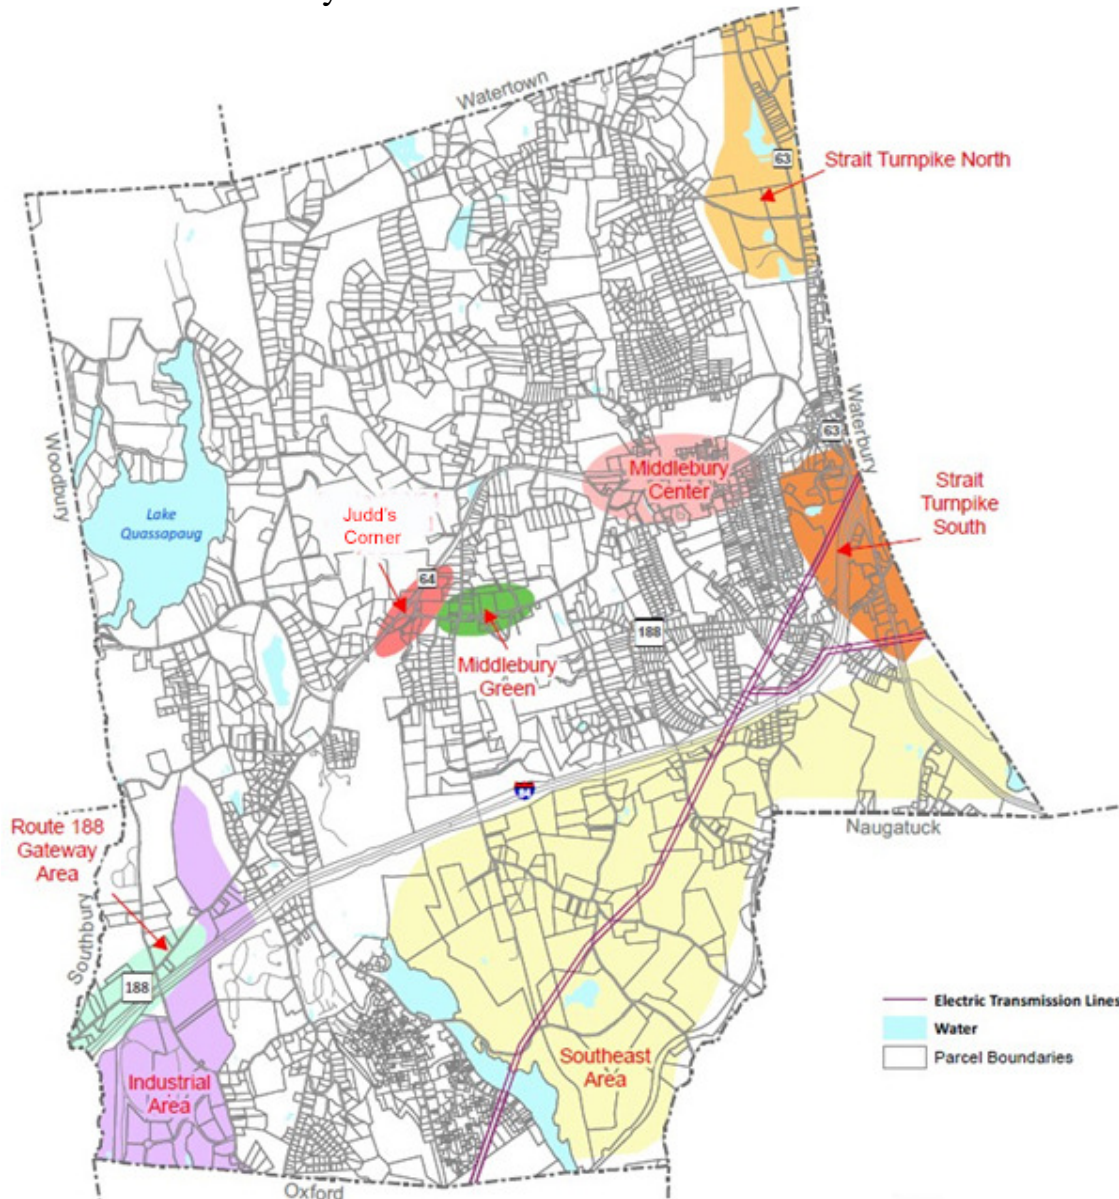 Watertown
63
Strait Turnpike North
Waterbury
63
Woodbury
Middlebury
Center
Strait
Turnpike
South
Lake
Quassapaug
Judd's
Corner
64
188
Middlebury
Green
84
Naugatuck
Route 188
Gateway
Area
Southbury
188
Electric Transmission Lines
Water
Parcel Boundaries
Southeast
Area
Industrial
Area
Oxford